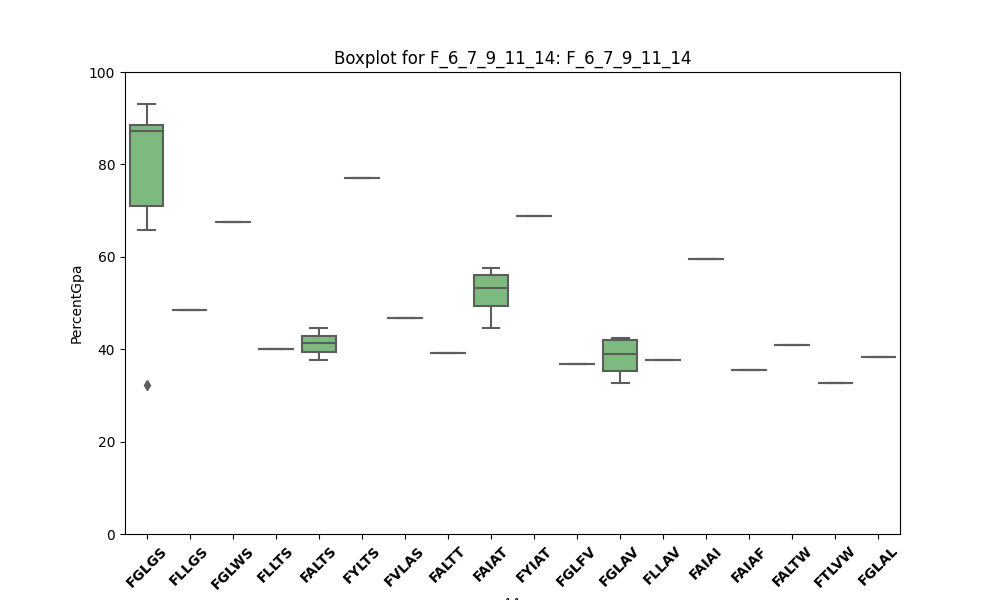 Boxplot for F_6_7_9_11_14: F_6_7_9_11_14
100
80
60
40
20
0
PercentGpa
FGLGS
FLLGS
FGLWS
FLLTS
FALTS
FYLTS
FVLAS
FALTT
FAIAT
FYIAT
FGLFV
FGLAV
FLLAV
FAIAI
FAIAF
FALTW
FTLVW
FGLAL